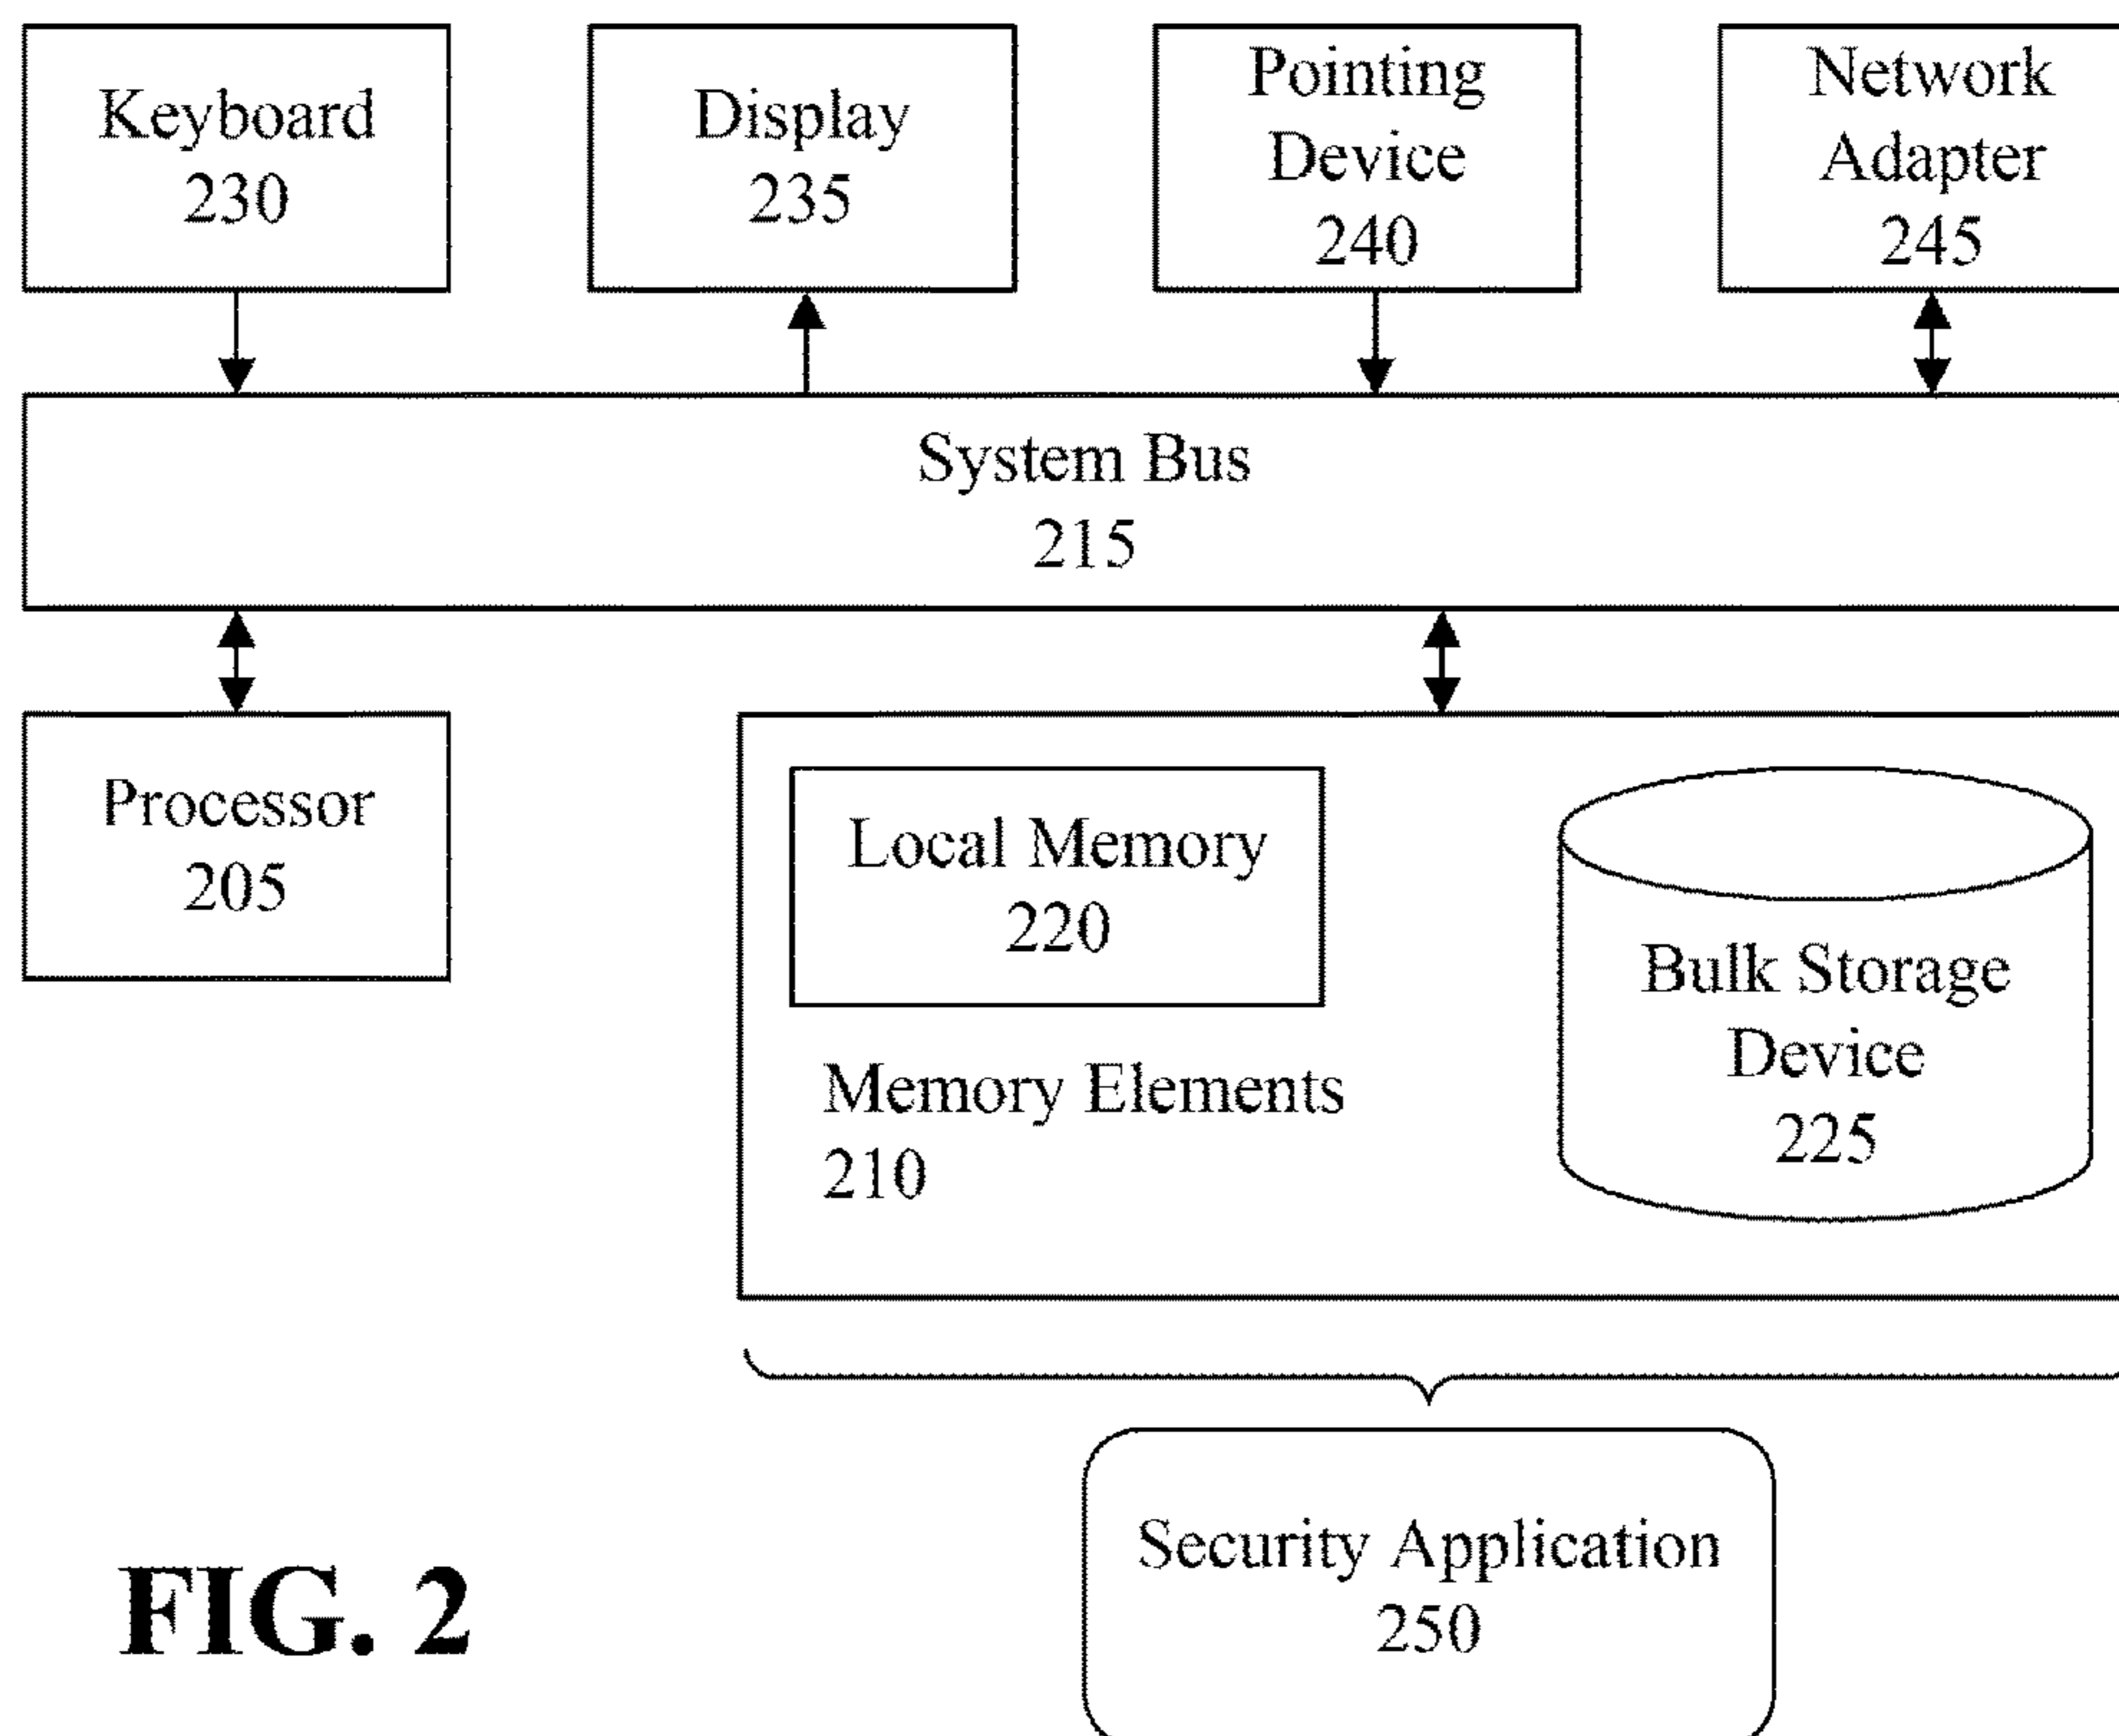 Keyboard
230
Display
235
Pointing
Device
240
Network
Adapter
245
System Bus
215
Processor
205
Local Memory
220
Memory Elements
210
Bulk Storage
Device
225
Security Application
250
FIG. 2